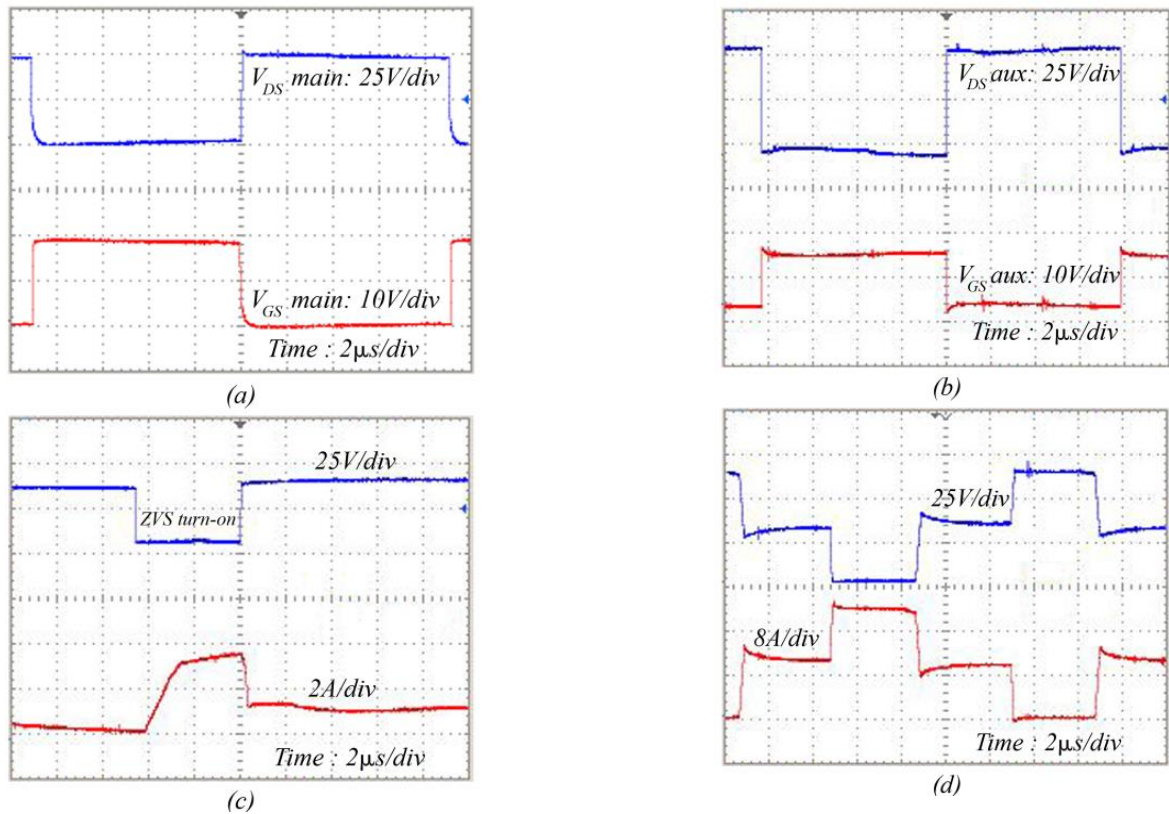 V_DS main: 25V/div
V_GS main: 10V/div
Time : 2μs/div
(a)
V_DS aux: 25V/div
V_GS aux: 10V/div
Time : 2μs/div
(b)
25V/div
ZVS turn-on
2A/div
Time : 2μs/div
(c)
25V/div
8A/div
Time : 2μs/div
(d)